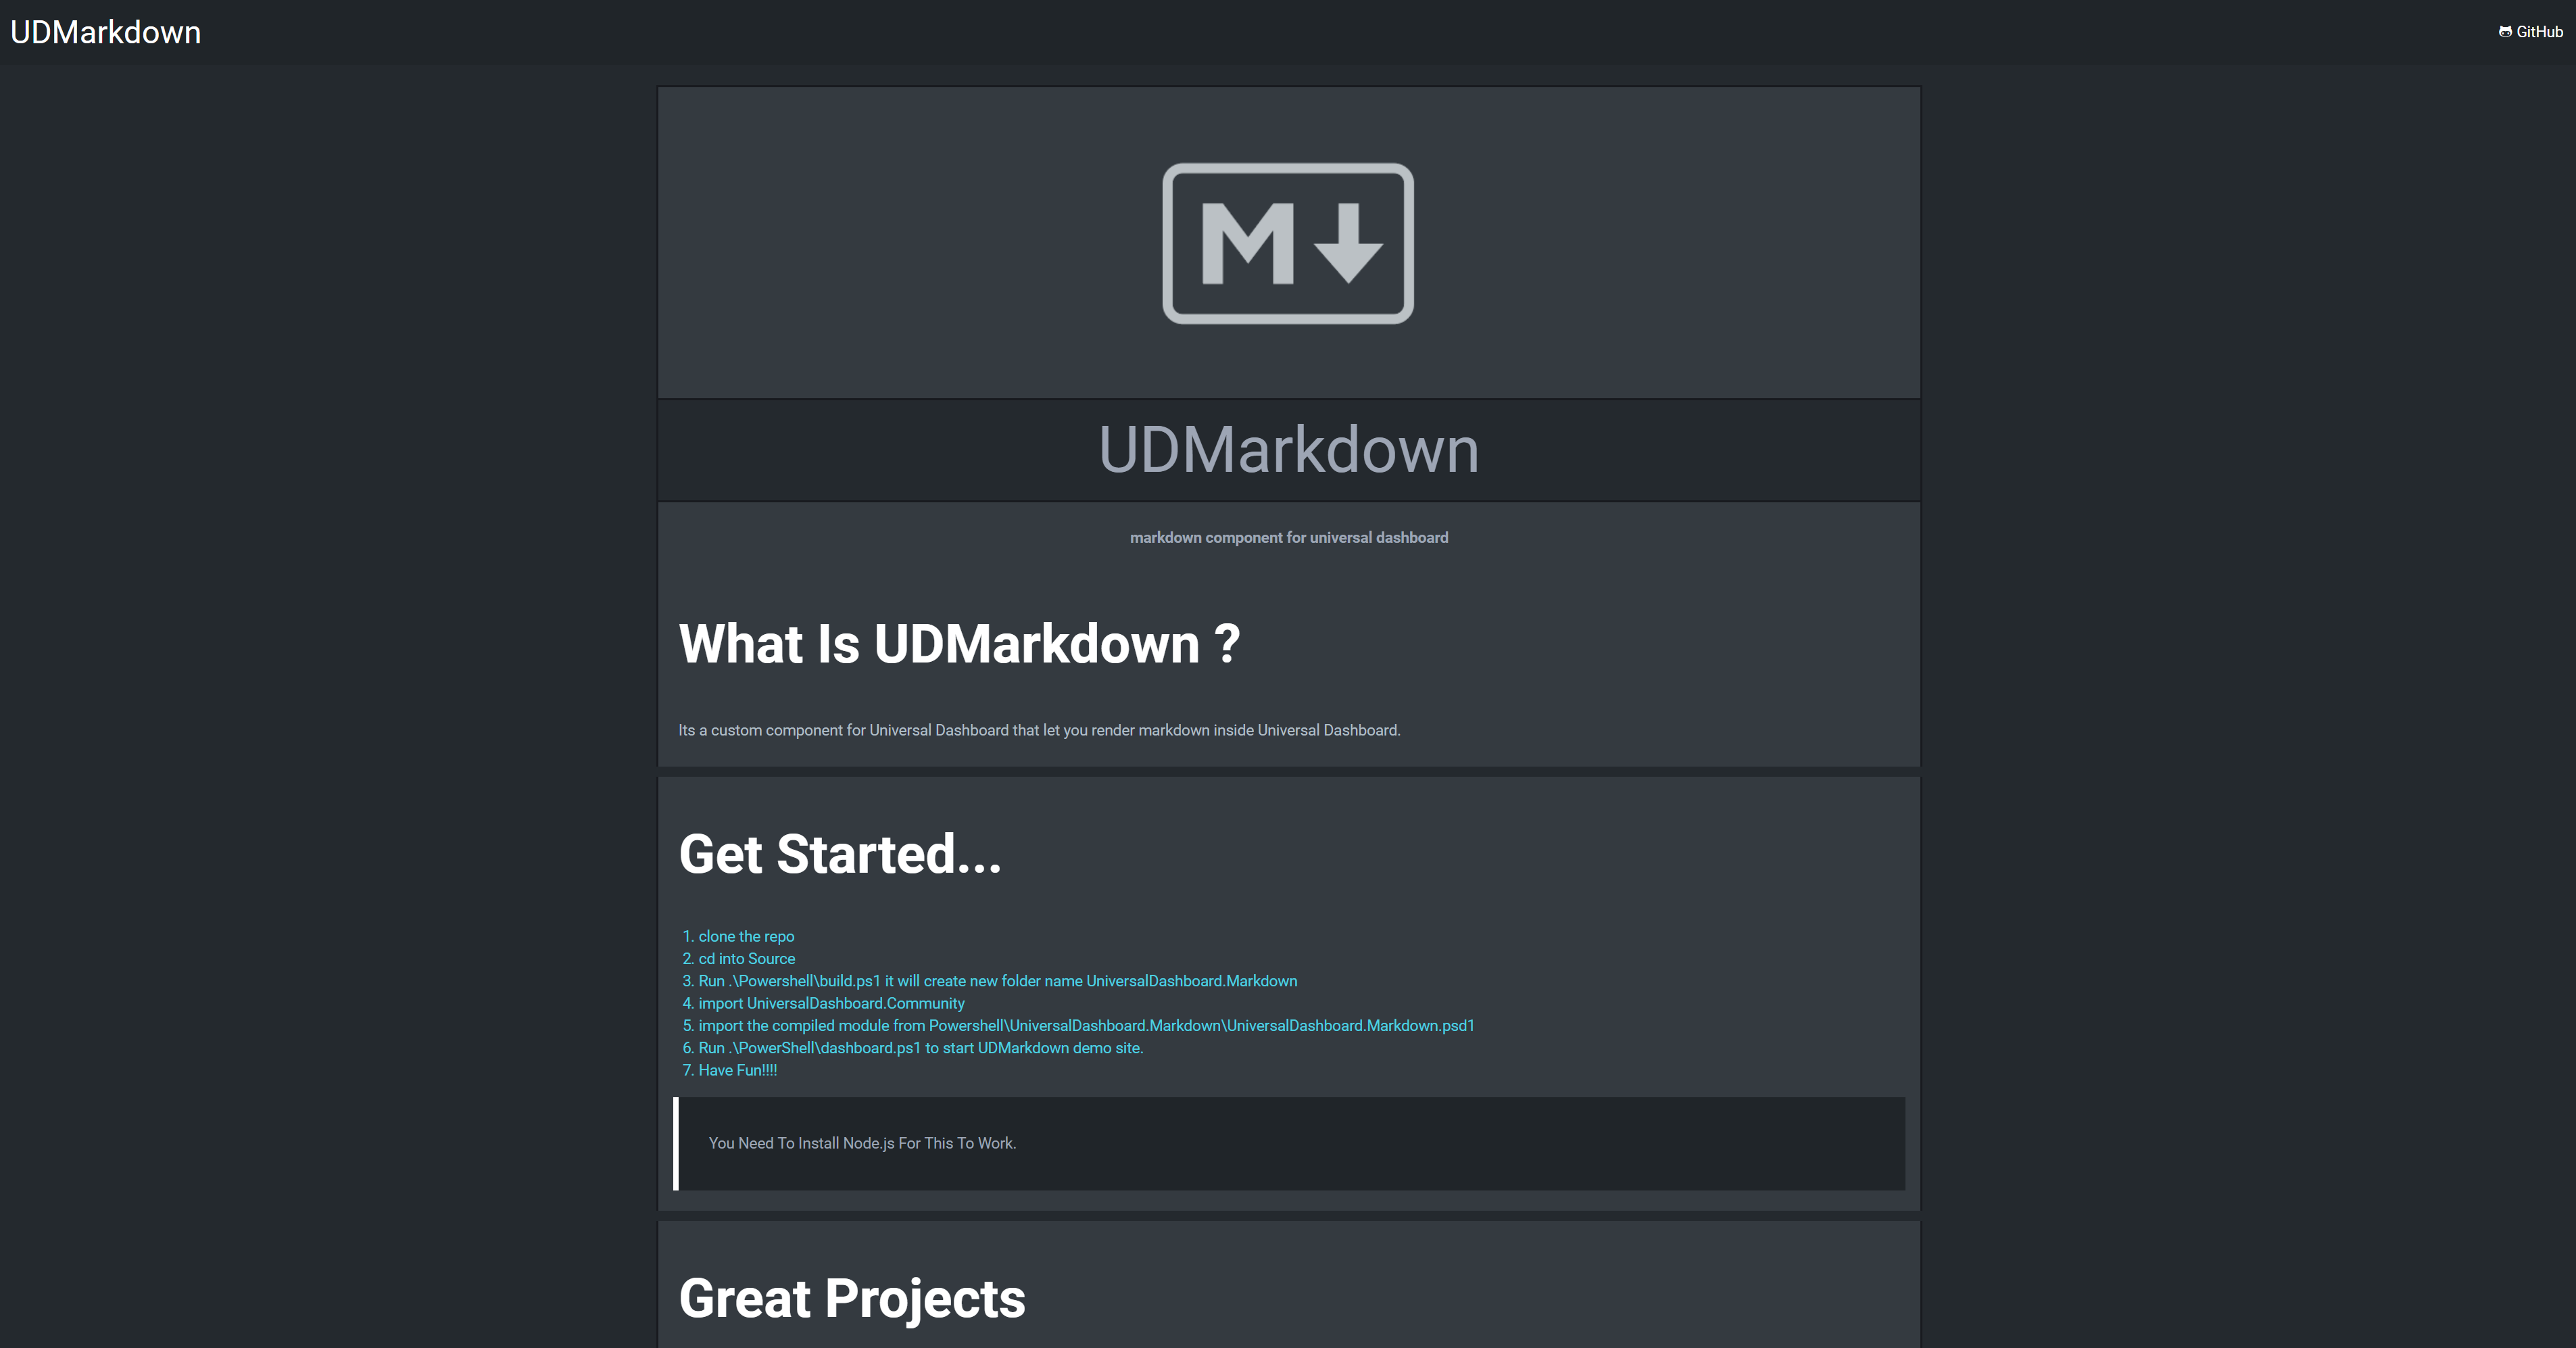 UDMarkdown
GitHub
M
UDMarkdown
markdown component for universal dashboard
What Is UDMarkdown ?
Its a custom component for Universal Dashboard that let you render markdown inside Universal Dashboard.
Get Started...
1. clone the repo
2. cd into Source
3. Run .\Powershell\build.ps1 it will create new folder name UniversalDashboard.Markdown
4. import UniversalDashboard.Community
5. import the compiled module from Powershell\UniversalDashboard.Markdown\UniversalDashboard.Markdown.psd1
6. Run .\PowerShell\dashboard.ps1 to start UDMarkdown demo site.
7. Have Fun!!!!
You Need To Install Node.js For This To Work.
Great Projects